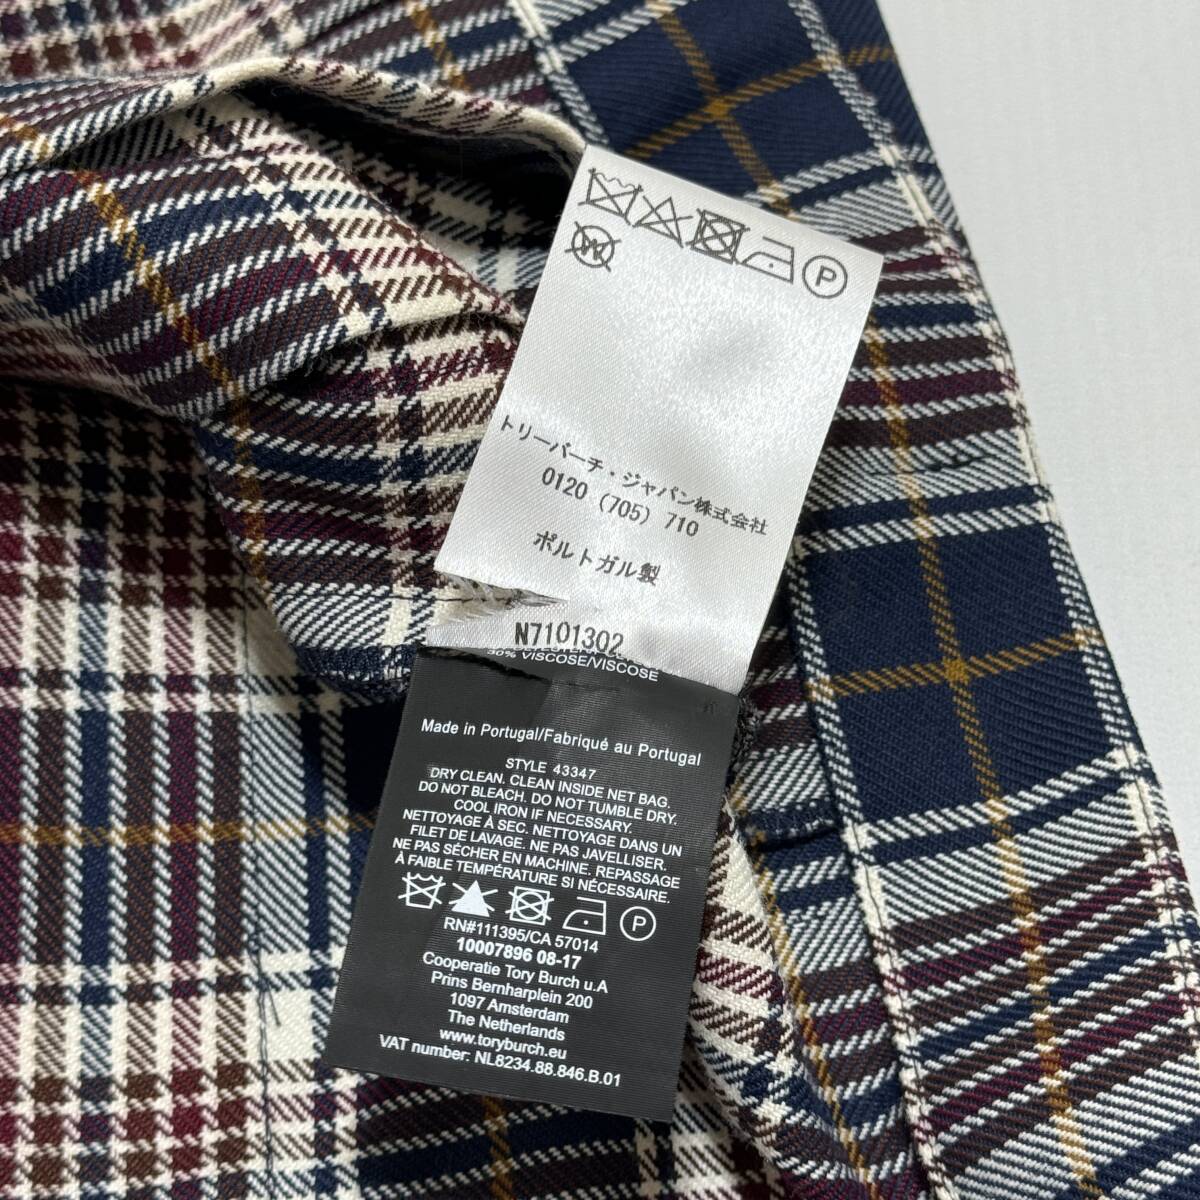 P
W
トリーバーチ・ジャパン株式会社
0120 (705) 710
ポルトガル製
N7101302
30% VISCOSE/VISCOSE
Made in Portugal/Fabriqué au Portugal
STYLE 43347
DRY CLEAN. CLEAN INSIDE NET BAG.
DO NOT BLEACH. DO NOT TUMBLE DRY.
COOL IRON IF NECESSARY.
NETTOYAGE À SEC. NETTOYAGE DANS UN
FILET DE LAVAGE. NE PAS JAVELLISER.
NE PAS SÉCHER EN MACHINE. REPASSAGE
À FAIBLE TEMPÉRATURE SI NÉCESSAIRE.
P
RN#111395/CA 57014
10007896 08-17
Cooperatie Tory Burch u.A
Prins Bernharplein 200
1097 Amsterdam
The Netherlands
www.toryburch.eu
VAT number: NL8234.88.846.B.01